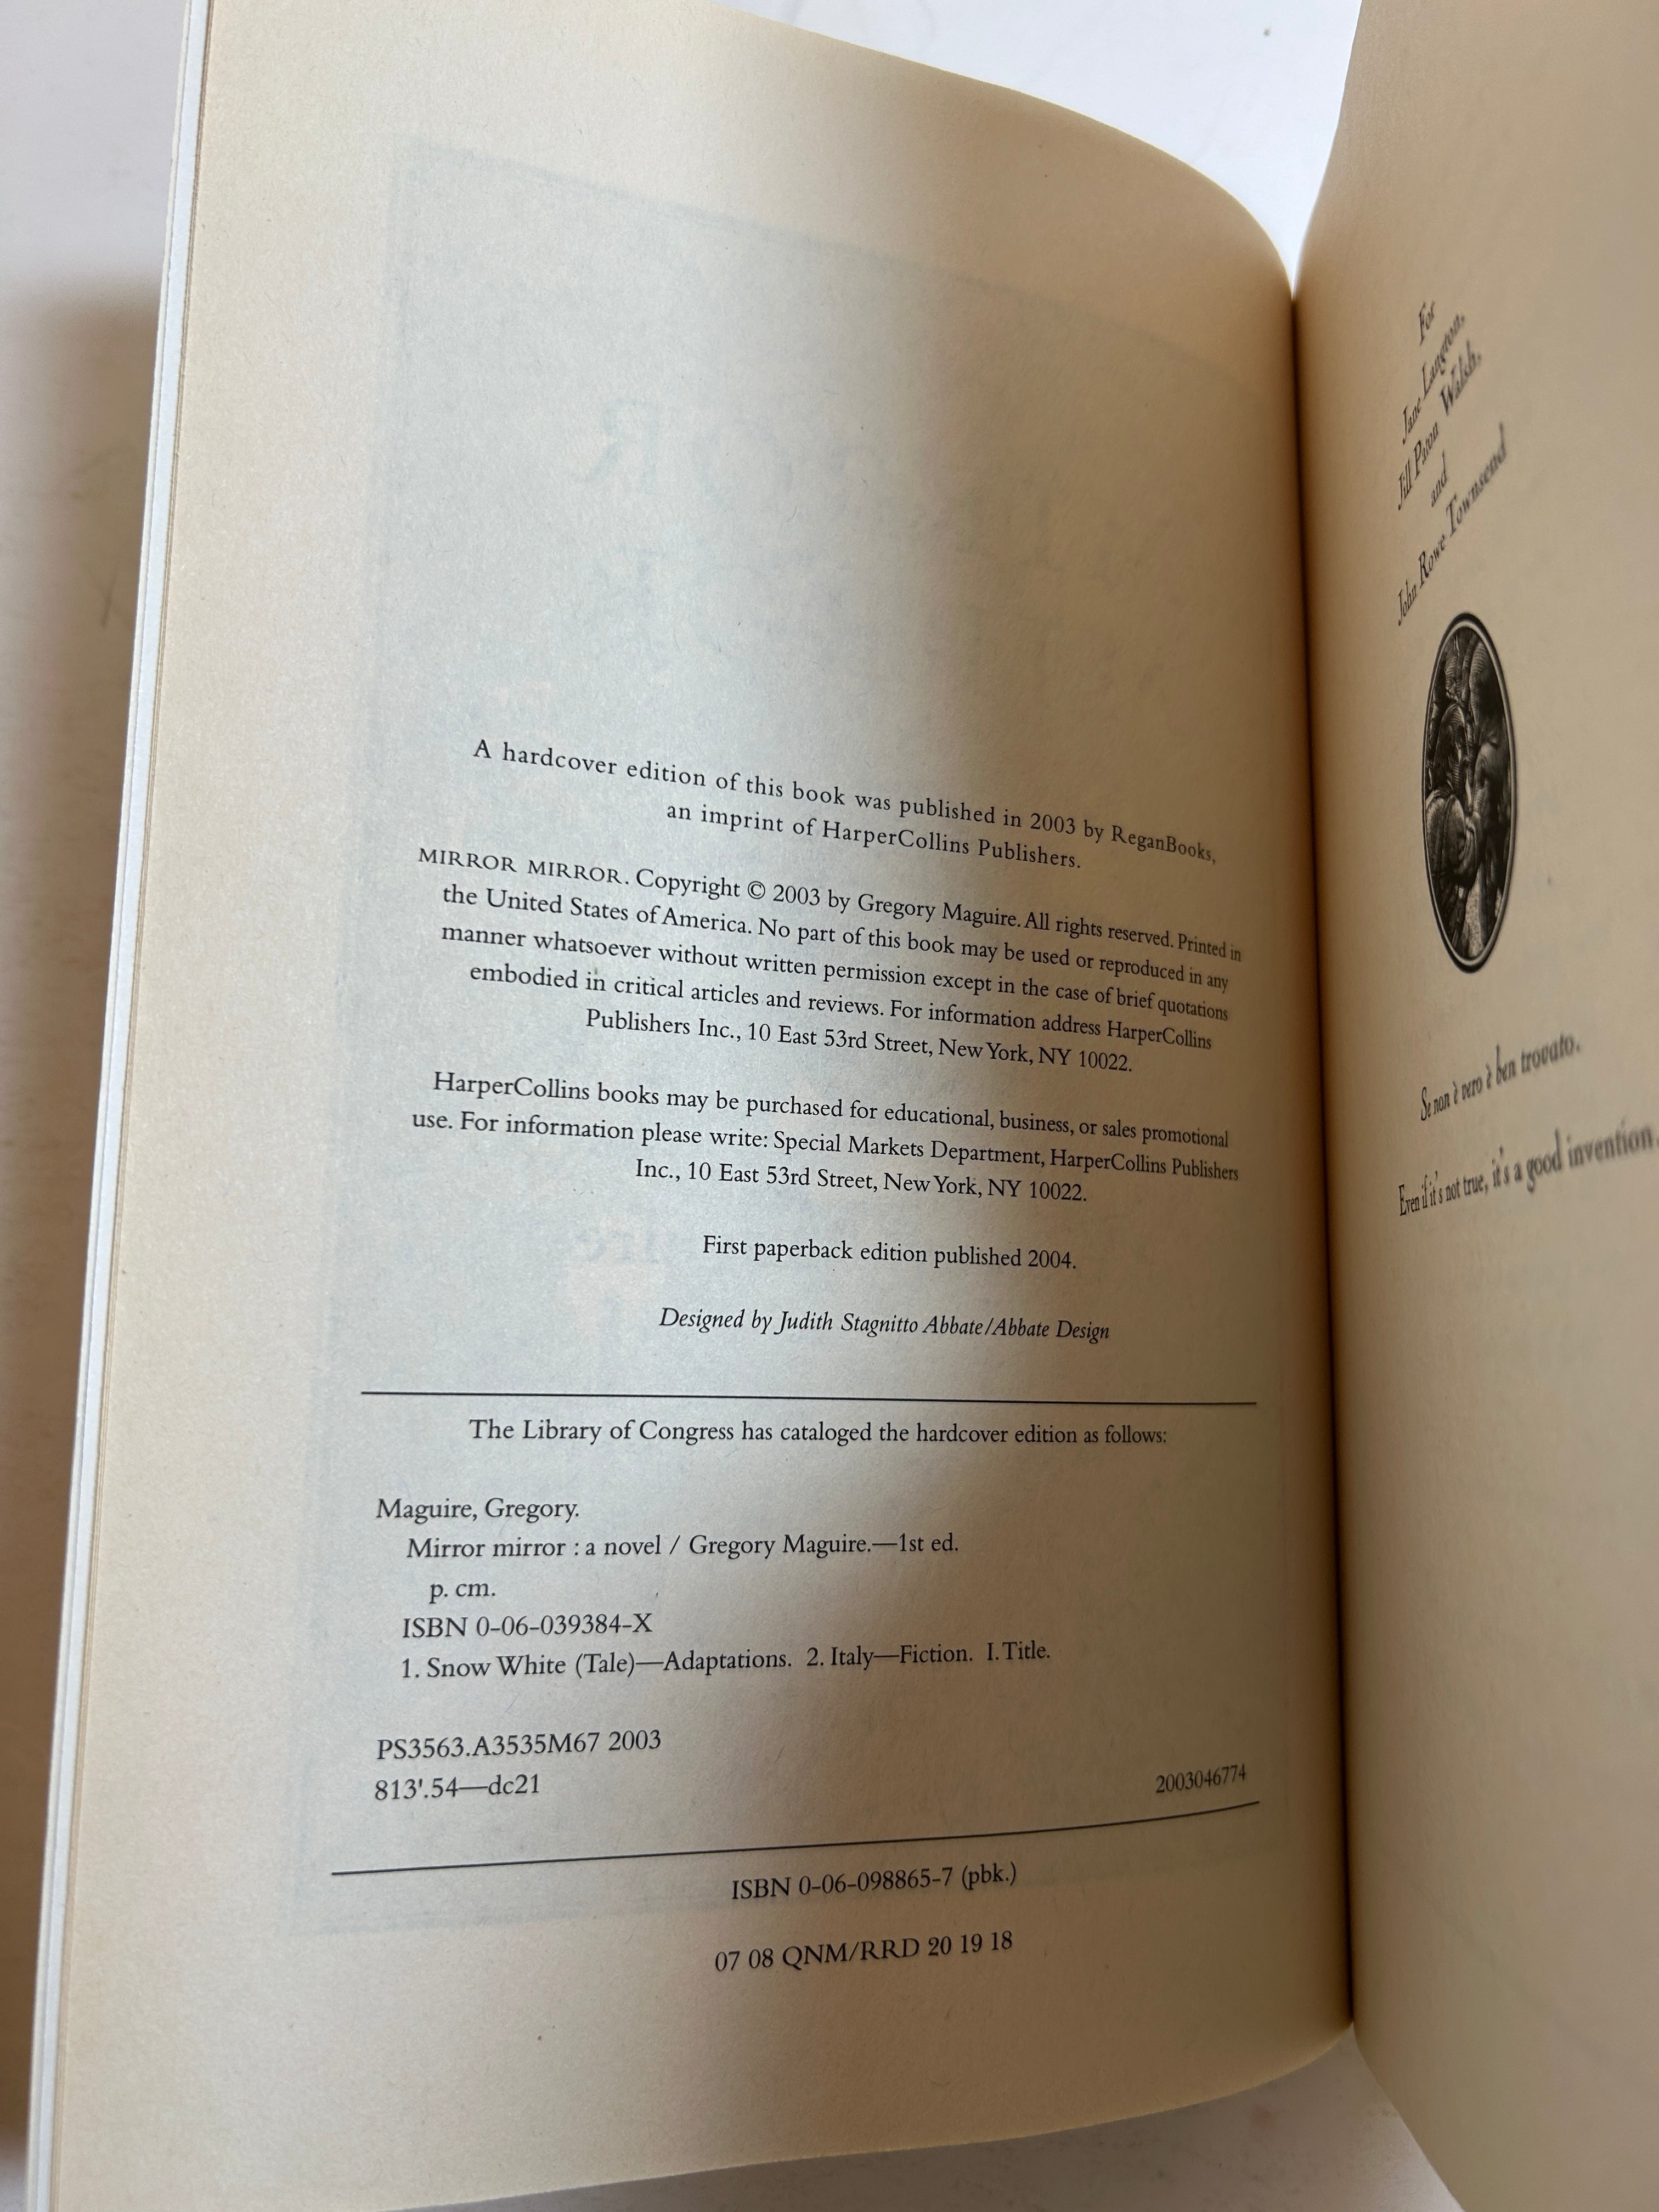 A hardcover edition of this book was published in 2003 by ReganBooks,
an imprint of HarperCollins Publishers.
MIRROR MIRROR. Copyright © 2003 by Gregory Maguire. All rights reserved. Printed in
the United States of America. No part of this book may be used or reproduced in any
manner whatsoever without written permission except in the case of brief quotations
embodied in critical articles and reviews. For information address HarperCollins
Publishers Inc., 10 East 53rd Street, New York, NY 10022.
HarperCollins books may be purchased for educational, business, or sales promotional
use. For information please write: Special Markets Department, HarperCollins Publishers
Inc., 10 East 53rd Street, New York, NY 10022.
First paperback edition published 2004.
Designed by Judith Stagnitto Abbate/Abbate Design
The Library of Congress has cataloged the hardcover edition as follows:
Maguire, Gregory.
Mirror mirror : a novel / Gregory Maguire.—1st ed.
p. cm.
ISBN 0-06-039384-X
1. Snow White (Tale)—Adaptations. 2. Italy—Fiction. I. Title.
PS3563.A3535M67 2003
813'.54—dc21
2003046774
ISBN 0-06-098865-7 (pbk.)
07 08 QNM/RRD 20 19 18
For
Jane Langton,
Jill Paton Walsh,
and
John Rowe Townsend
Se non è vero è ben trovato.
Even if it's not true, it's a good invention.